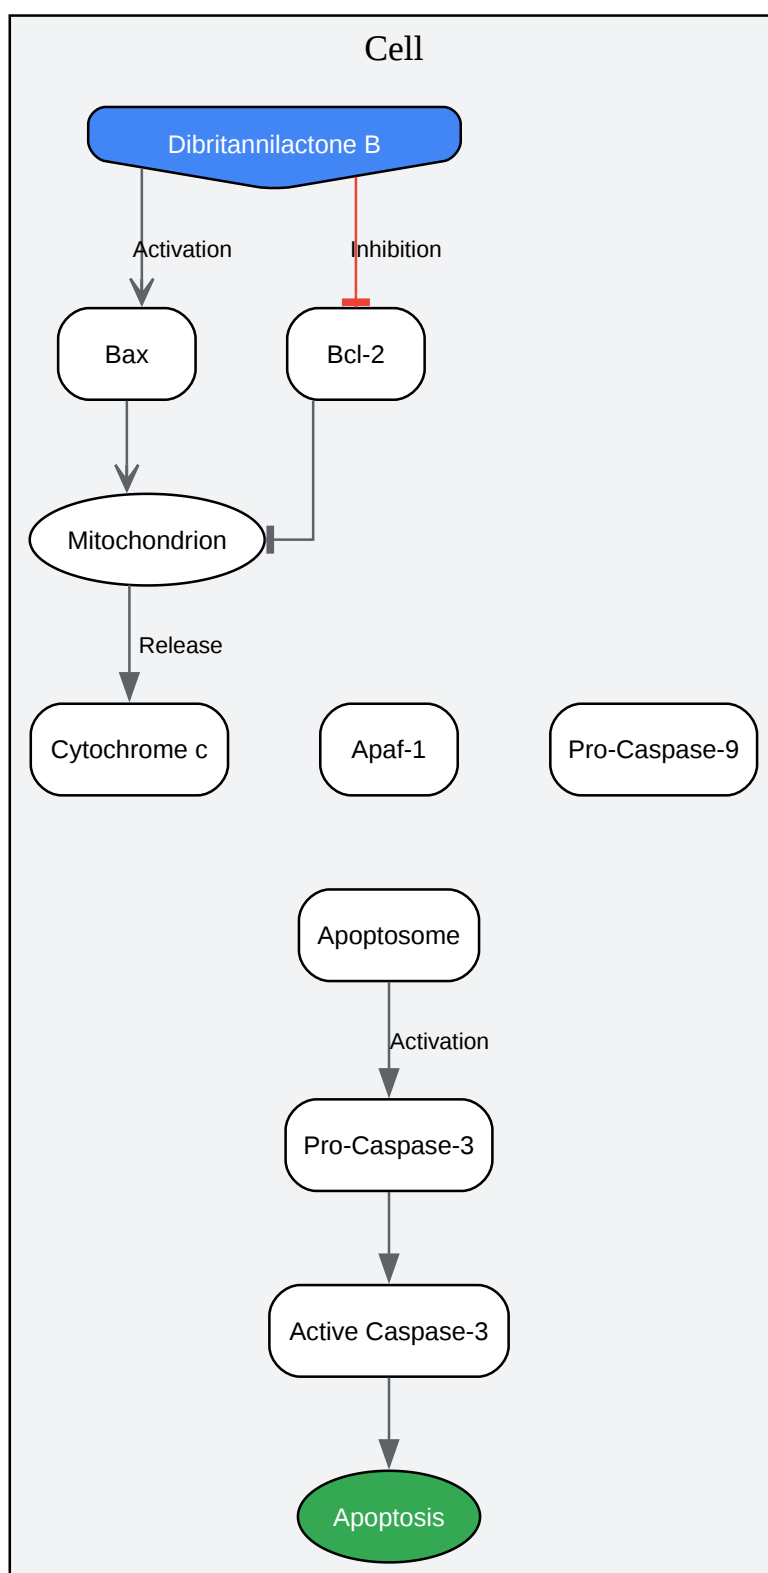 Cell
Dibritannilactone B
Activation
Inhibition
Bax
Bcl-2
Mitochondrion
Release
Cytochrome c
Apaf-1
Pro-Caspase-9
Apoptosome
Activation
Pro-Caspase-3
Active Caspase-3
Apoptosis